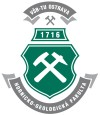 VŠB-TU OSTRAVA
1716
HORNICKO-GEOLOGICKÁ FAKULTA